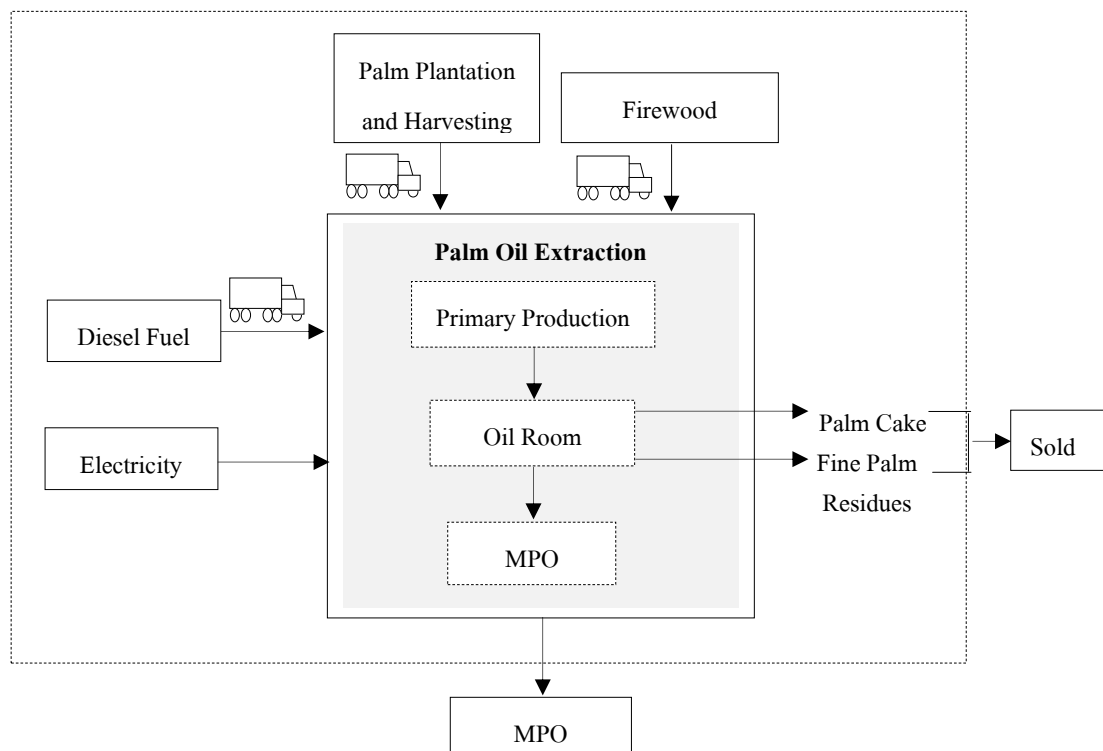 Palm Plantation
and Harvesting
Firewood
Palm Oil Extraction
Primary Production
Diesel Fuel
Oil Room
Palm Cake
Electricity
Fine Palm
Residues
Sold
MPO
MPO